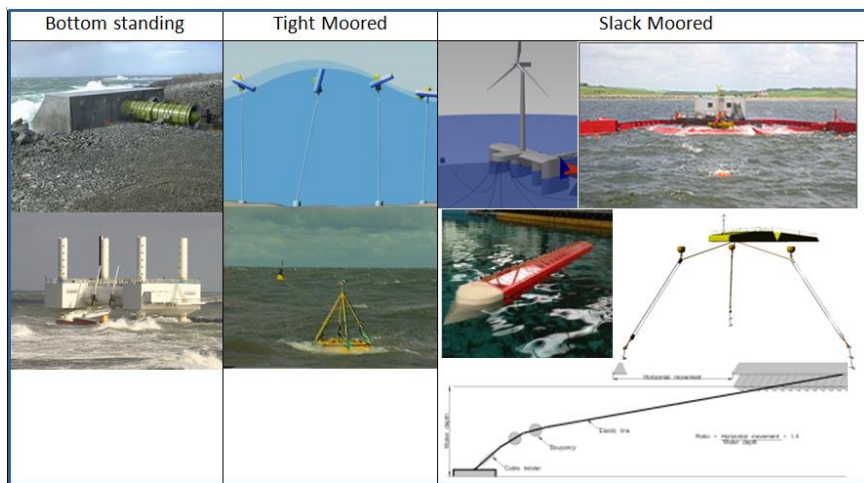 Bottom standing
Tight Moored
Slack Moored
Horizontal movement
Water depth
Elastic line
Buoyancy
Cable twister
Ratio = Horizontal movement = 1.4
Water depth